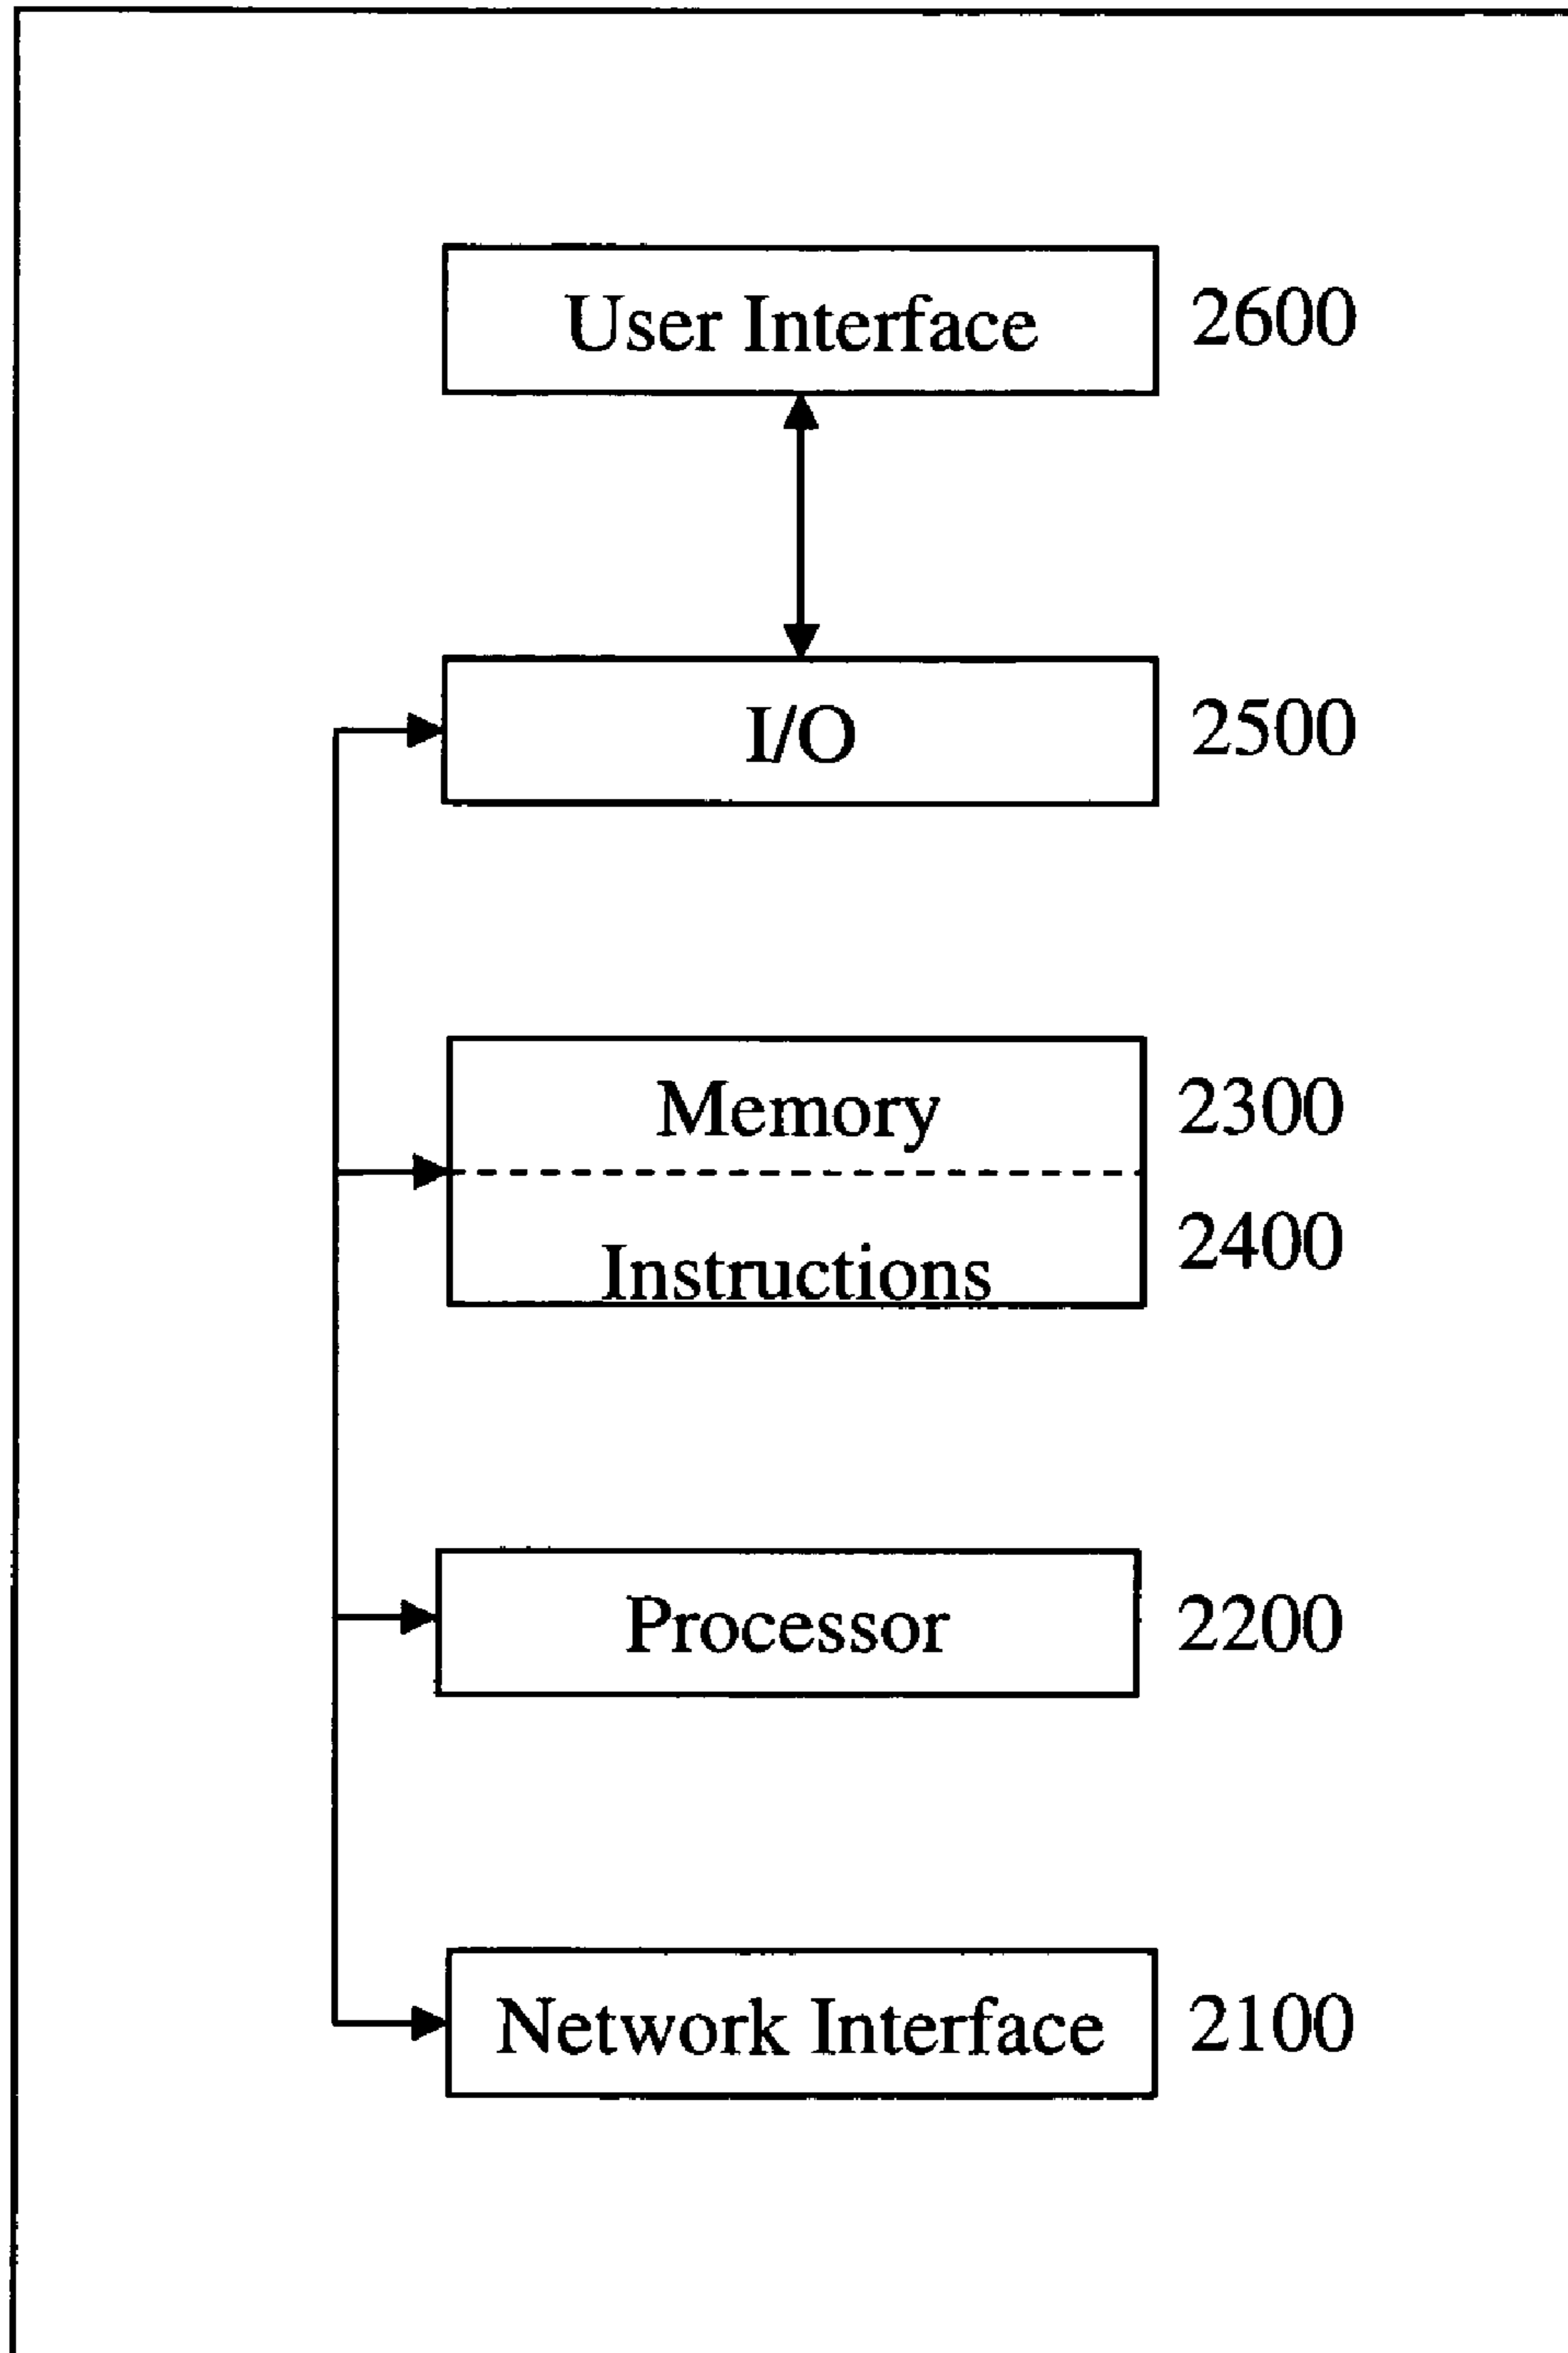 User Interface 2600
I/O 2500
Memory 2300
Instructions 2400
Processor 2200
Network Interface 2100